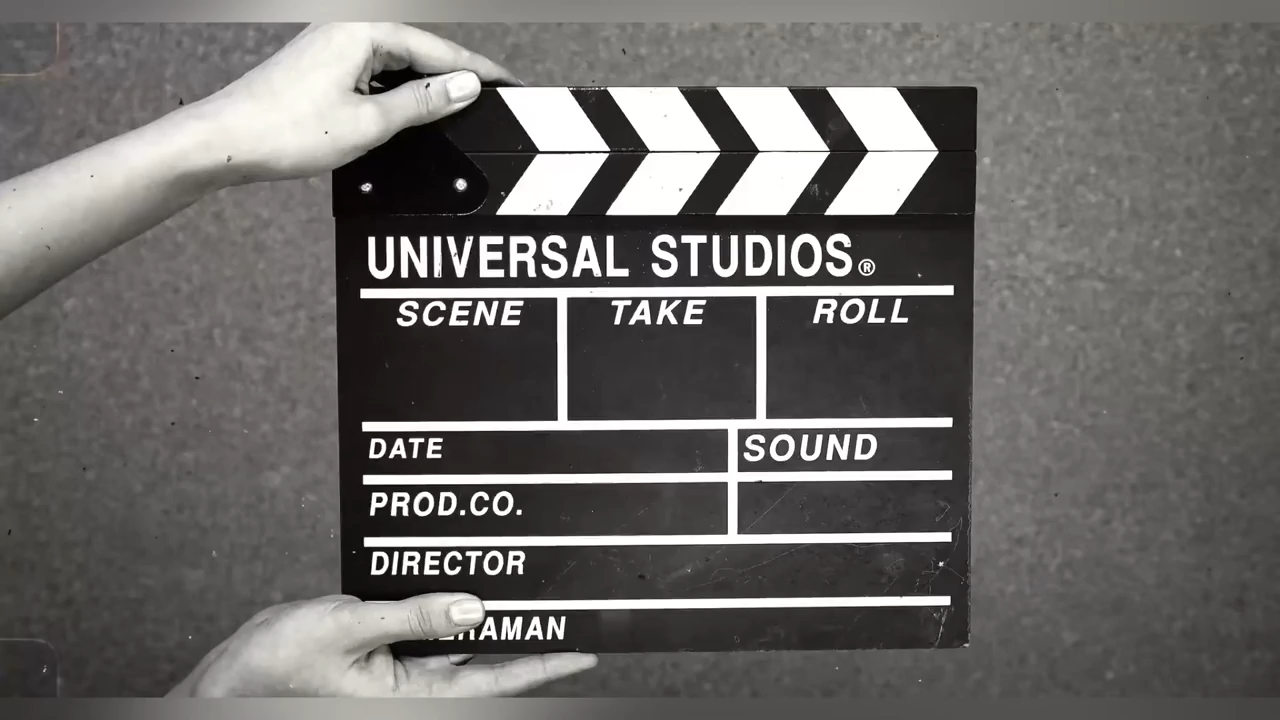 UNIVERSAL STUDIOS®
SCENE TAKE ROLL
DATE SOUND
PROD.CO.
DIRECTOR